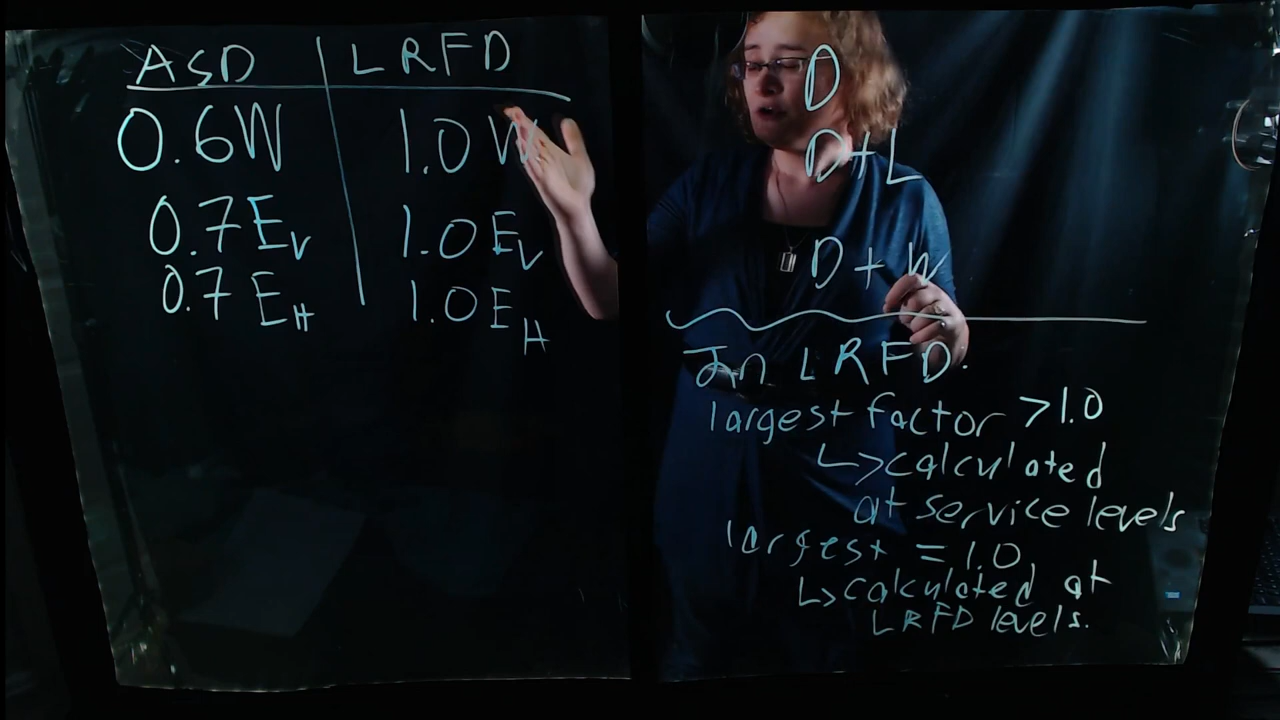 ASD LRFD
0.6W 1.0W
0.7Ev 1.0Ev
0.7EH 1.0EH
D
D+L
D+W
In LRFD.
largest factor >1.0
↳calculated
at service levels
largest = 1.0
↳calculated at
LRFD levels.